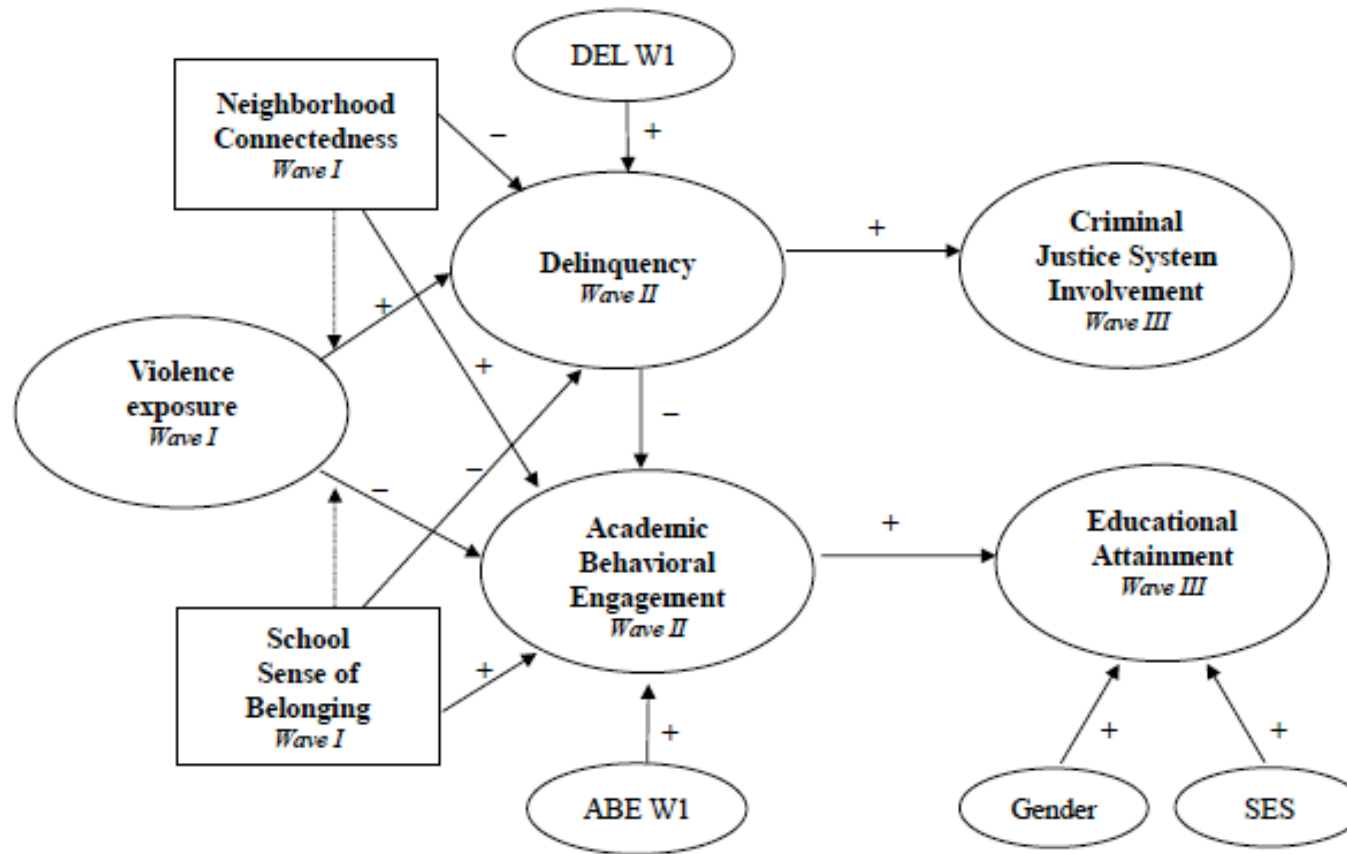 DEL W1
Neighborhood
Connectedness
Wave I
−
+
Delinquency
Wave II
+
Criminal
Justice System
Involvement
Wave III
+
+
Violence
exposure
Wave I
−
−
−
Academic
Behavioral
Engagement
Wave II
+
Educational
Attainment
Wave III
School
Sense of
Belonging
Wave I
+
+
ABE W1
+
+
Gender
SES